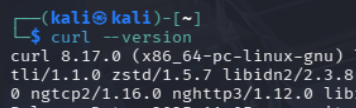 ┌──(kali㉿kali)-[~]
└─$ curl --version
curl 8.17.0 (x86_64-pc-linux-gnu)
tli/1.1.0 zstd/1.5.7 libidn2/2.3.8
0 ngtcp2/1.16.0 nghttp3/1.12.0 lib